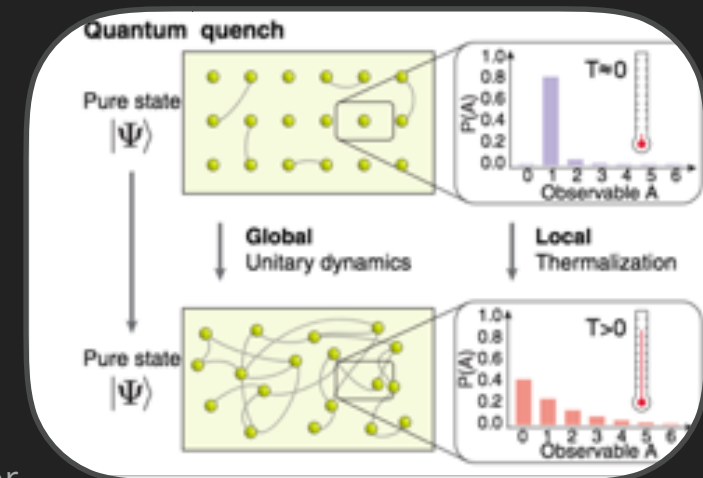 Quantum quench
Pure state
|Ψ⟩
P(A)
1.0
0.8
0.6
0.4
0.2
0.0
T≈0
0 1 2 3 4 5 6
Observable A
Global
Unitary dynamics
Local
Thermalization
Pure state
|Ψ⟩
P(A)
1.0
0.8
0.6
0.4
0.2
0.0
T>0
0 1 2 3 4 5 6
Observable A